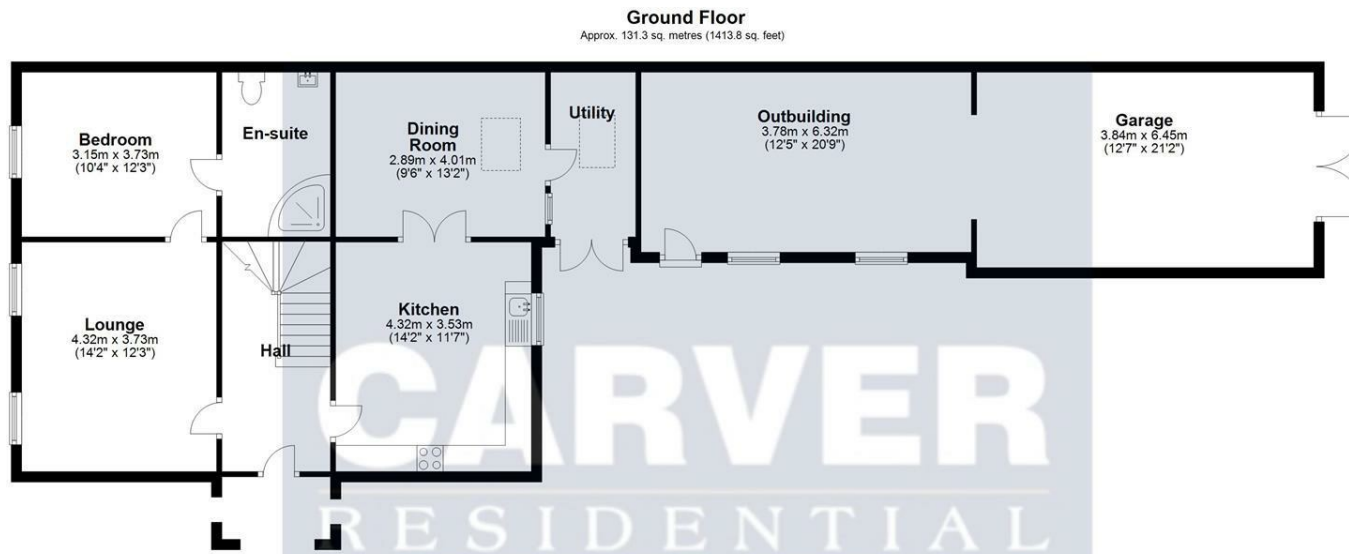 Ground Floor
Approx. 131.3 sq. metres (1413.8 sq. feet)
Bedroom
3.15m x 3.73m
(10'4" x 12'3")
En-suite
Dining
Room
2.89m x 4.01m
(9'6" x 13'2")
Utility
Outbuilding
3.78m x 6.32m
(12'5" x 20'9")
Garage
3.84m x 6.45m
(12'7" x 21'2")
Lounge
4.32m x 3.73m
(14'2" x 12'3")
Hall
Kitchen
4.32m x 3.53m
(14'2" x 11'7")
CARVER
RESIDENTIAL